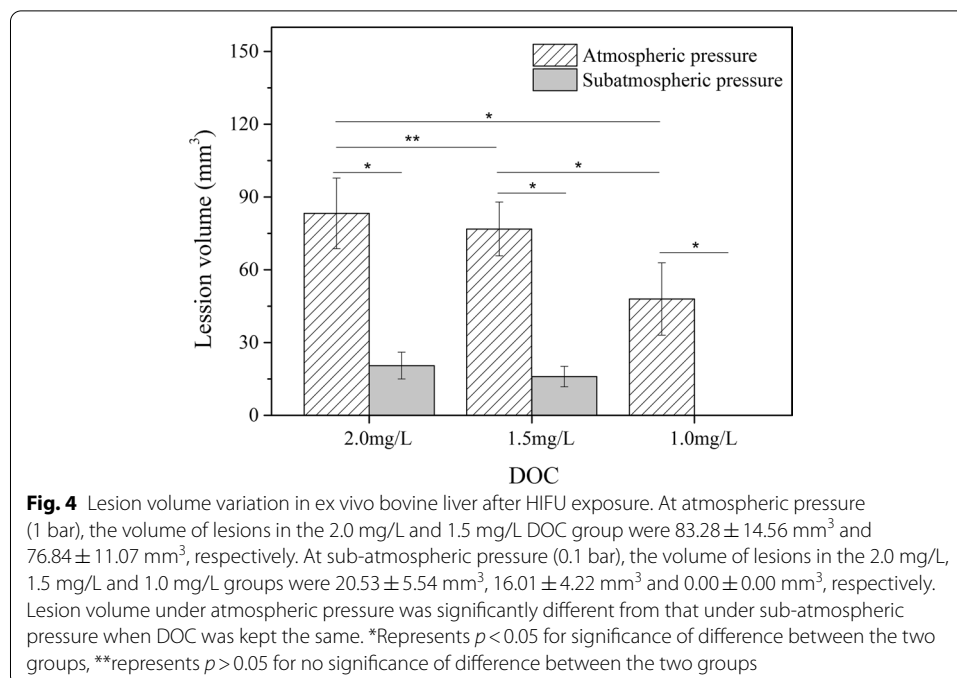 150
120
90
60
30
0
Lession volume (mm³)
Atmospheric pressure
Subatmospheric pressure
*
**
*
*
*
*
2.0mg/L 1.5mg/L 1.0mg/L
DOC
Fig. 4 Lesion volume variation in ex vivo bovine liver after HIFU exposure. At atmospheric pressure
(1 bar), the volume of lesions in the 2.0 mg/L and 1.5 mg/L DOC group were 83.28 ± 14.56 mm³ and
76.84 ± 11.07 mm³, respectively. At sub-atmospheric pressure (0.1 bar), the volume of lesions in the 2.0 mg/L,
1.5 mg/L and 1.0 mg/L groups were 20.53 ± 5.54 mm³, 16.01 ± 4.22 mm³ and 0.00 ± 0.00 mm³, respectively.
Lesion volume under atmospheric pressure was significantly different from that under sub-atmospheric
pressure when DOC was kept the same. *Represents p < 0.05 for significance of difference between the two
groups, **represents p > 0.05 for no significance of difference between the two groups